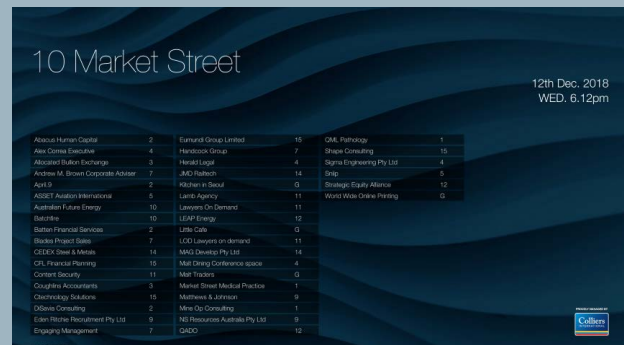 10 Market Street
12th Dec. 2018
WED. 6.12pm
Abacus Human Capital 2
Alex Correa Executive 4
Allocated Bullion Exchange 3
Andrew M. Brown Corporate Adviser 7
April.9 2
ASSET Aviation International 5
Australian Future Energy 10
Batchfire 10
Batten Financial Services 2
Blades Project Sales 7
CEDEX Steel & Metals 14
CFL Financial Planning 15
Content Security 11
Coughlins Accountants 3
Ctechnology Solutions 15
DiSavis Consulting 2
Eden Ritchie Recruitment Pty Ltd 9
Engaging Management 7
Eumundi Group Limited 15
Handcock Group 7
Herald Legal 4
JMD Railtech 14
Kitchen in Seoul G
Lamb Agency 11
Lawyers On Demand 11
LEAP Energy 12
Little Cafe G
LOD Lawyers on demand 11
MAG Develop Pty Ltd 14
Malt Dining Conference space 4
Malt Traders G
Market Street Medical Practice 1
Matthews & Johnson 9
Mine Op Consulting 1
NS Resources Australia Pty Ltd 9
QADO 12
QML Pathology 1
Shape Consulting 15
Sigma Engineering Pty Ltd 4
Sniip 5
Strategic Equity Alliance 12
World Wide Online Printing G
PROUDLY MANAGED BY
Colliers
INTERNATIONAL